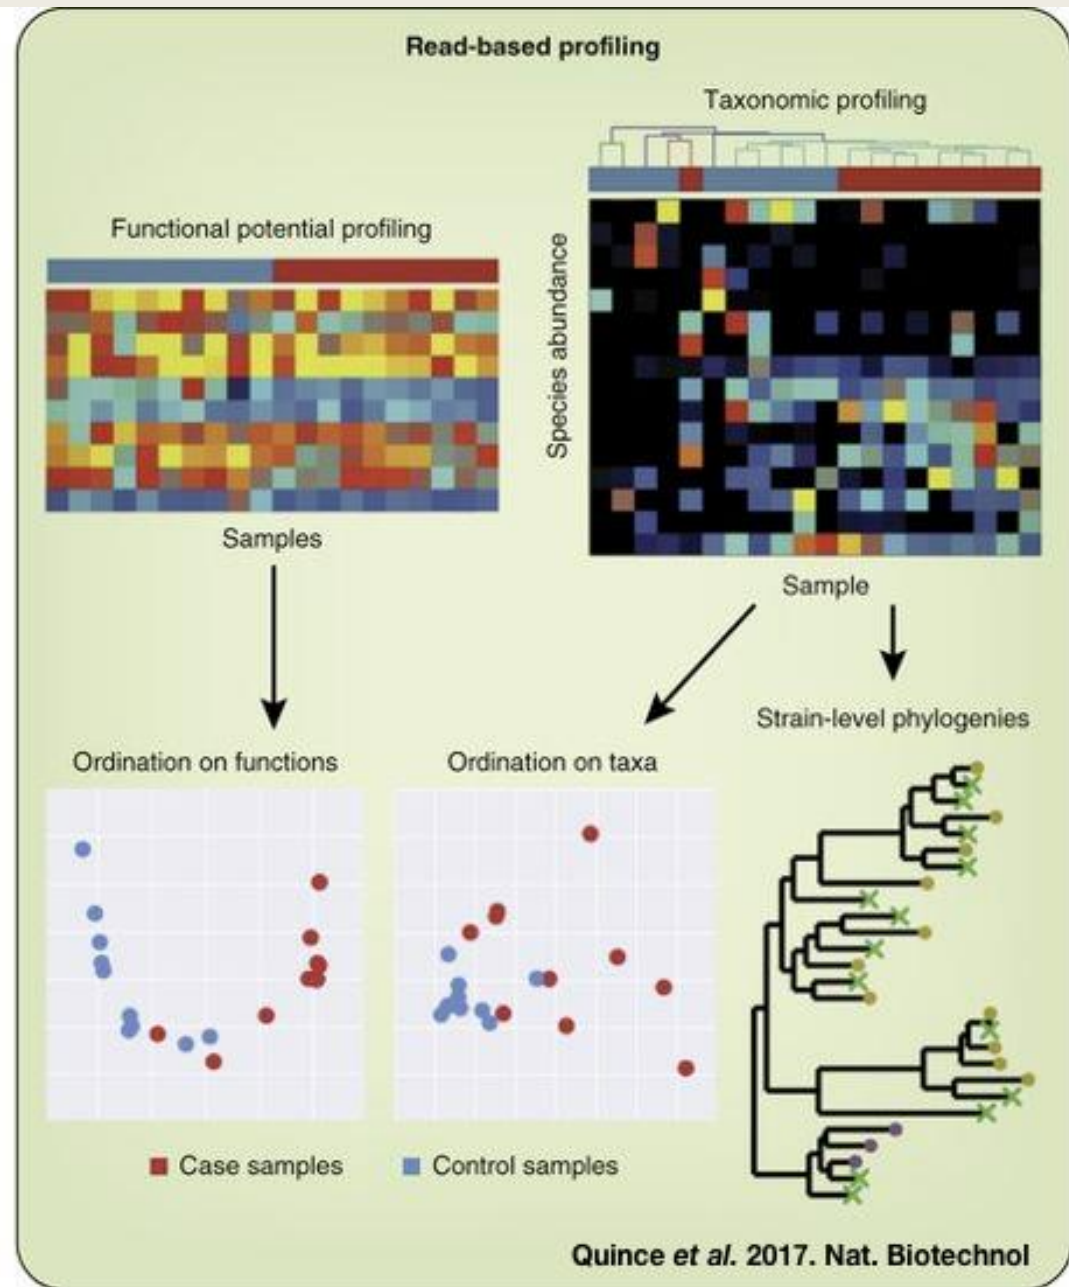 Read-based profiling
Taxonomic profiling
Functional potential profiling
Species abundance
Samples
Sample
Strain-level phylogenies
Ordination on functions
Ordination on taxa
Case samples
Control samples
Quince et al. 2017. Nat. Biotechnol